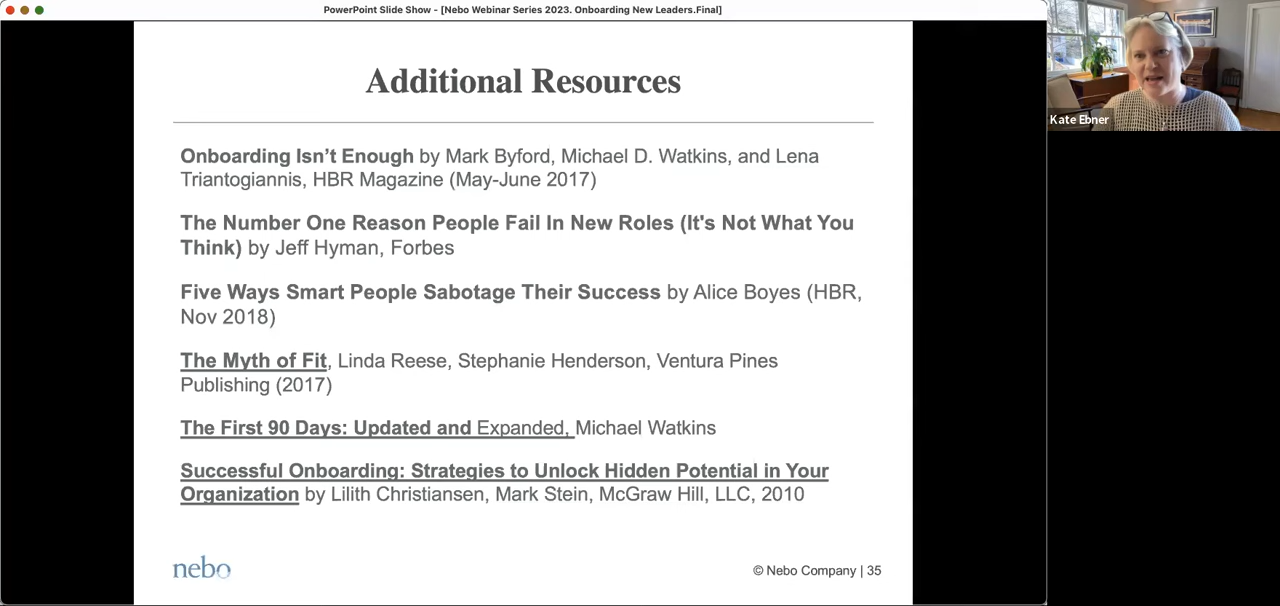 PowerPoint Slide Show - [Nebo Webinar Series 2023. Onboarding New Leaders.Final]
Kate Ebner
Additional Resources
Onboarding Isn’t Enough by Mark Byford, Michael D. Watkins, and Lena
Triantogiannis, HBR Magazine (May-June 2017)
The Number One Reason People Fail In New Roles (It's Not What You
Think) by Jeff Hyman, Forbes
Five Ways Smart People Sabotage Their Success by Alice Boyes (HBR,
Nov 2018)
The Myth of Fit, Linda Reese, Stephanie Henderson, Ventura Pines
Publishing (2017)
The First 90 Days: Updated and Expanded, Michael Watkins
Successful Onboarding: Strategies to Unlock Hidden Potential in Your
Organization by Lilith Christiansen, Mark Stein, McGraw Hill, LLC, 2010
nebo
© Nebo Company | 35